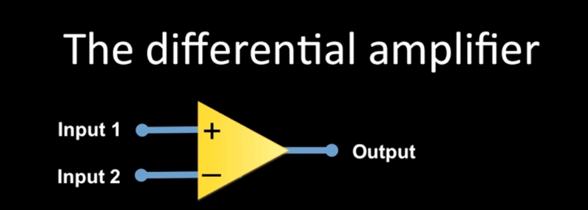 The differential amplifier
Input 1
+
Output
Input 2
−